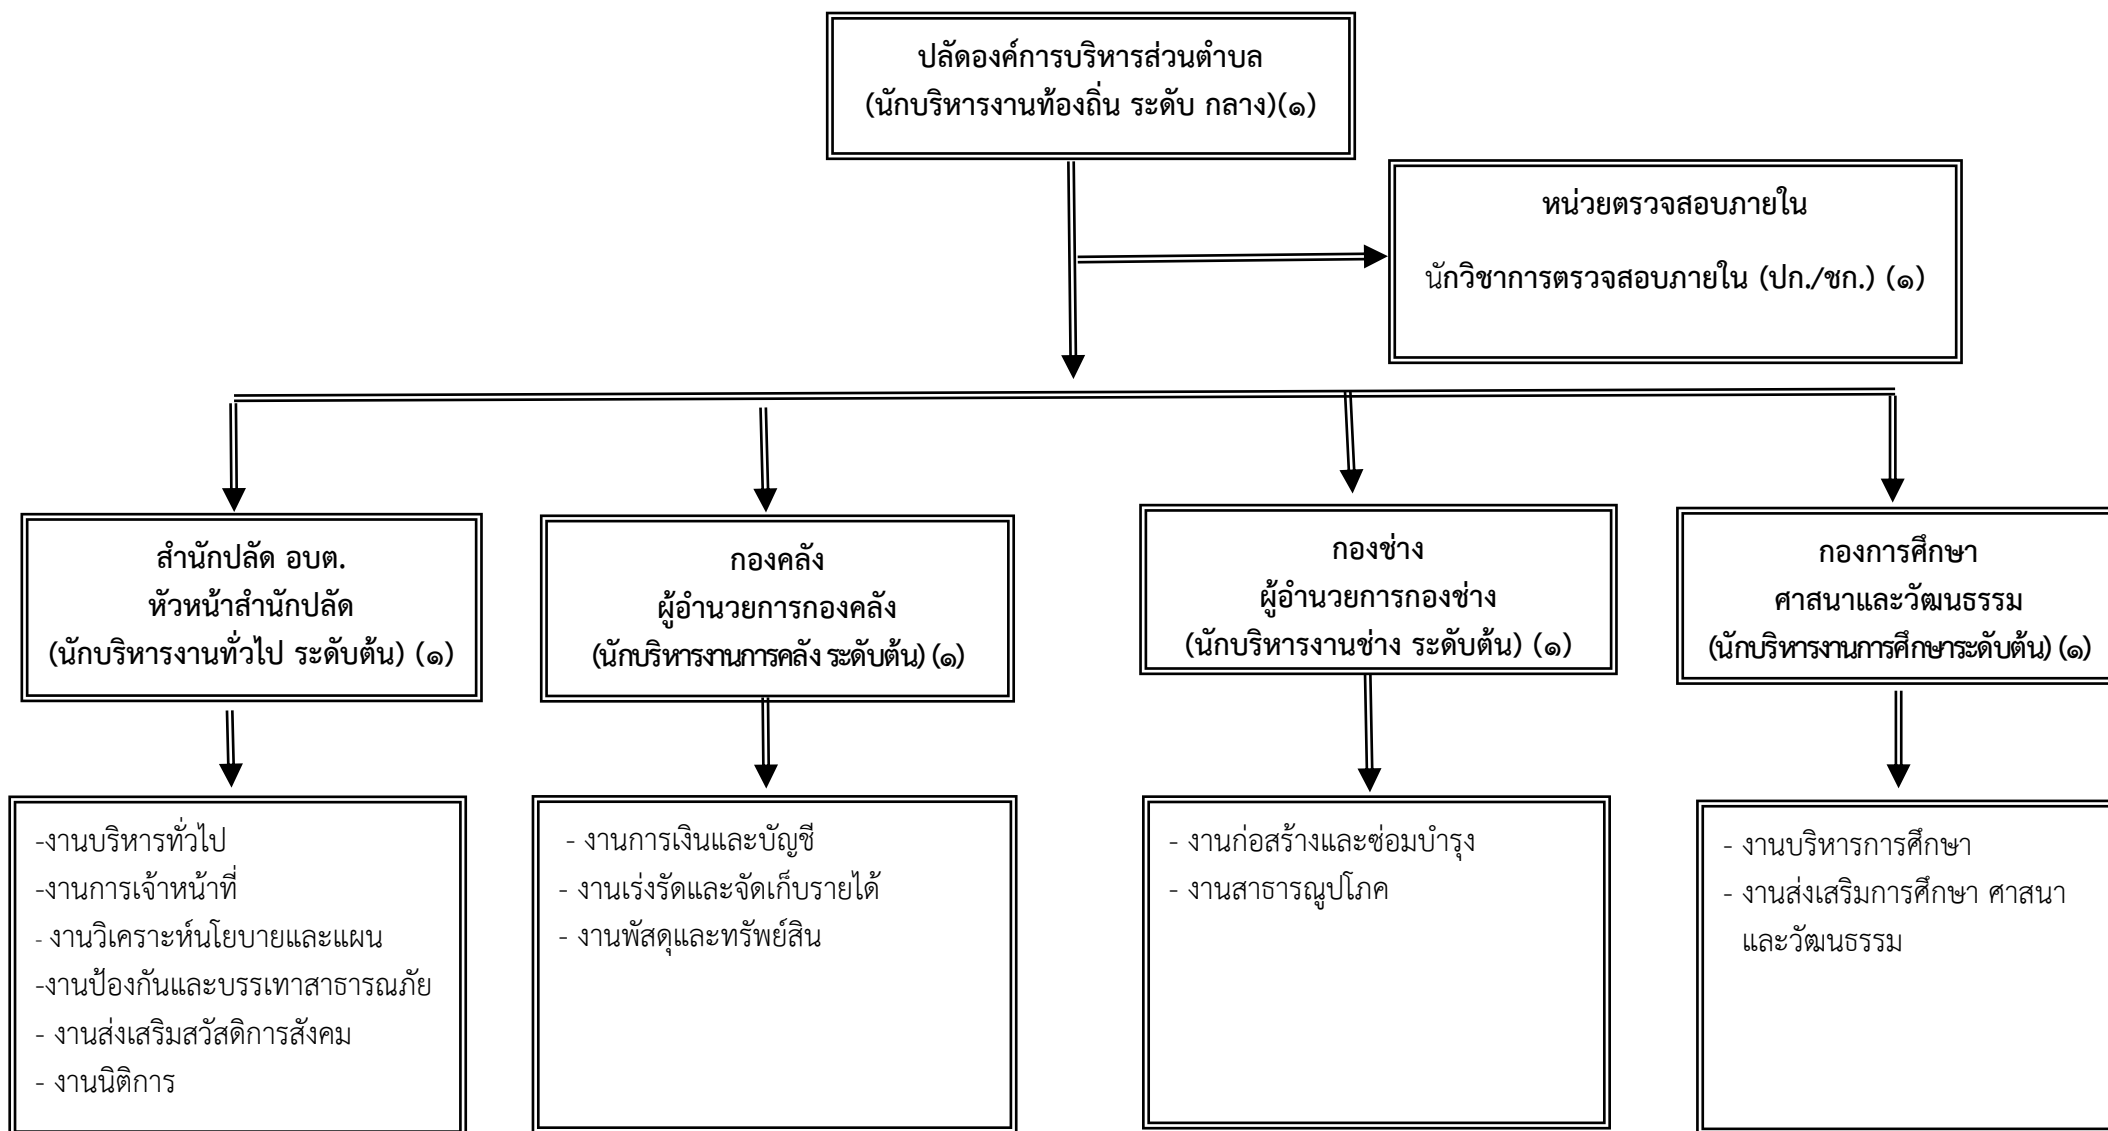 ปลัดองค์การบริหารส่วนตำบล
(นักบริหารงานท้องถิ่น ระดับ กลาง)(๑)
หน่วยตรวจสอบภายใน
นักวิชาการตรวจสอบภายใน (ปก./ชก.) (๑)
สำนักปลัด อบต.
หัวหน้าสำนักปลัด
(นักบริหารงานทั่วไป ระดับต้น) (๑)
กองคลัง
ผู้อำนวยการกองคลัง
(นักบริหารงานการคลัง ระดับต้น) (๑)
กองช่าง
ผู้อำนวยการกองช่าง
(นักบริหารงานช่าง ระดับต้น) (๑)
กองการศึกษา
ศาสนาและวัฒนธรรม
(นักบริหารงานการศึกษาระดับต้น) (๑)
-งานบริหารทั่วไป
-งานการเจ้าหน้าที่
- งานวิเคราะห์นโยบายและแผน
-งานป้องกันและบรรเทาสาธารณภัย
- งานส่งเสริมสวัสดิการสังคม
- งานนิติการ
- งานการเงินและบัญชี
- งานเร่งรัดและจัดเก็บรายได้
- งานพัสดุและทรัพย์สิน
- งานก่อสร้างและซ่อมบำรุง
- งานสาธารณูปโภค
- งานบริหารการศึกษา
- งานส่งเสริมการศึกษา ศาสนา
และวัฒนธรรม